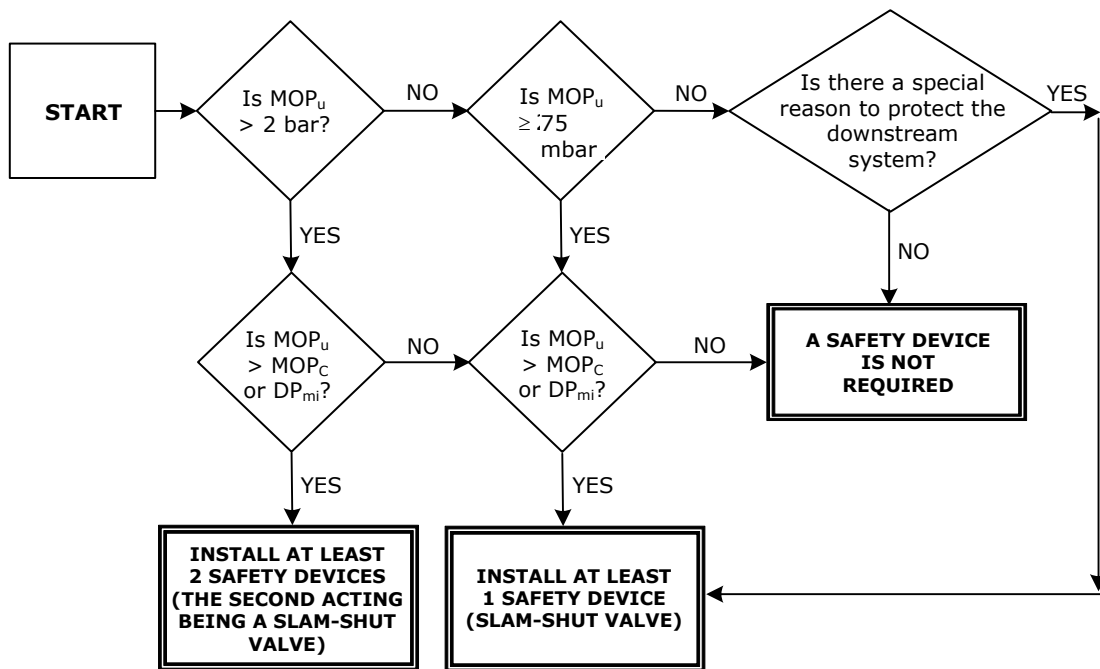 START
Is MOPu
> 2 bar?
NO
Is MOPu
≥ 75
mbar
NO
Is there a special
reason to protect the
downstream
system?
YES
YES
YES
NO
Is MOPu
> MOPC
or DPmi?
NO
Is MOPu
> MOPC
or DPmi?
NO
A SAFETY DEVICE
IS NOT
REQUIRED
YES
YES
INSTALL AT LEAST
2 SAFETY DEVICES
(THE SECOND ACTING
BEING A SLAM-SHUT
VALVE)
INSTALL AT LEAST
1 SAFETY DEVICE
(SLAM-SHUT VALVE)